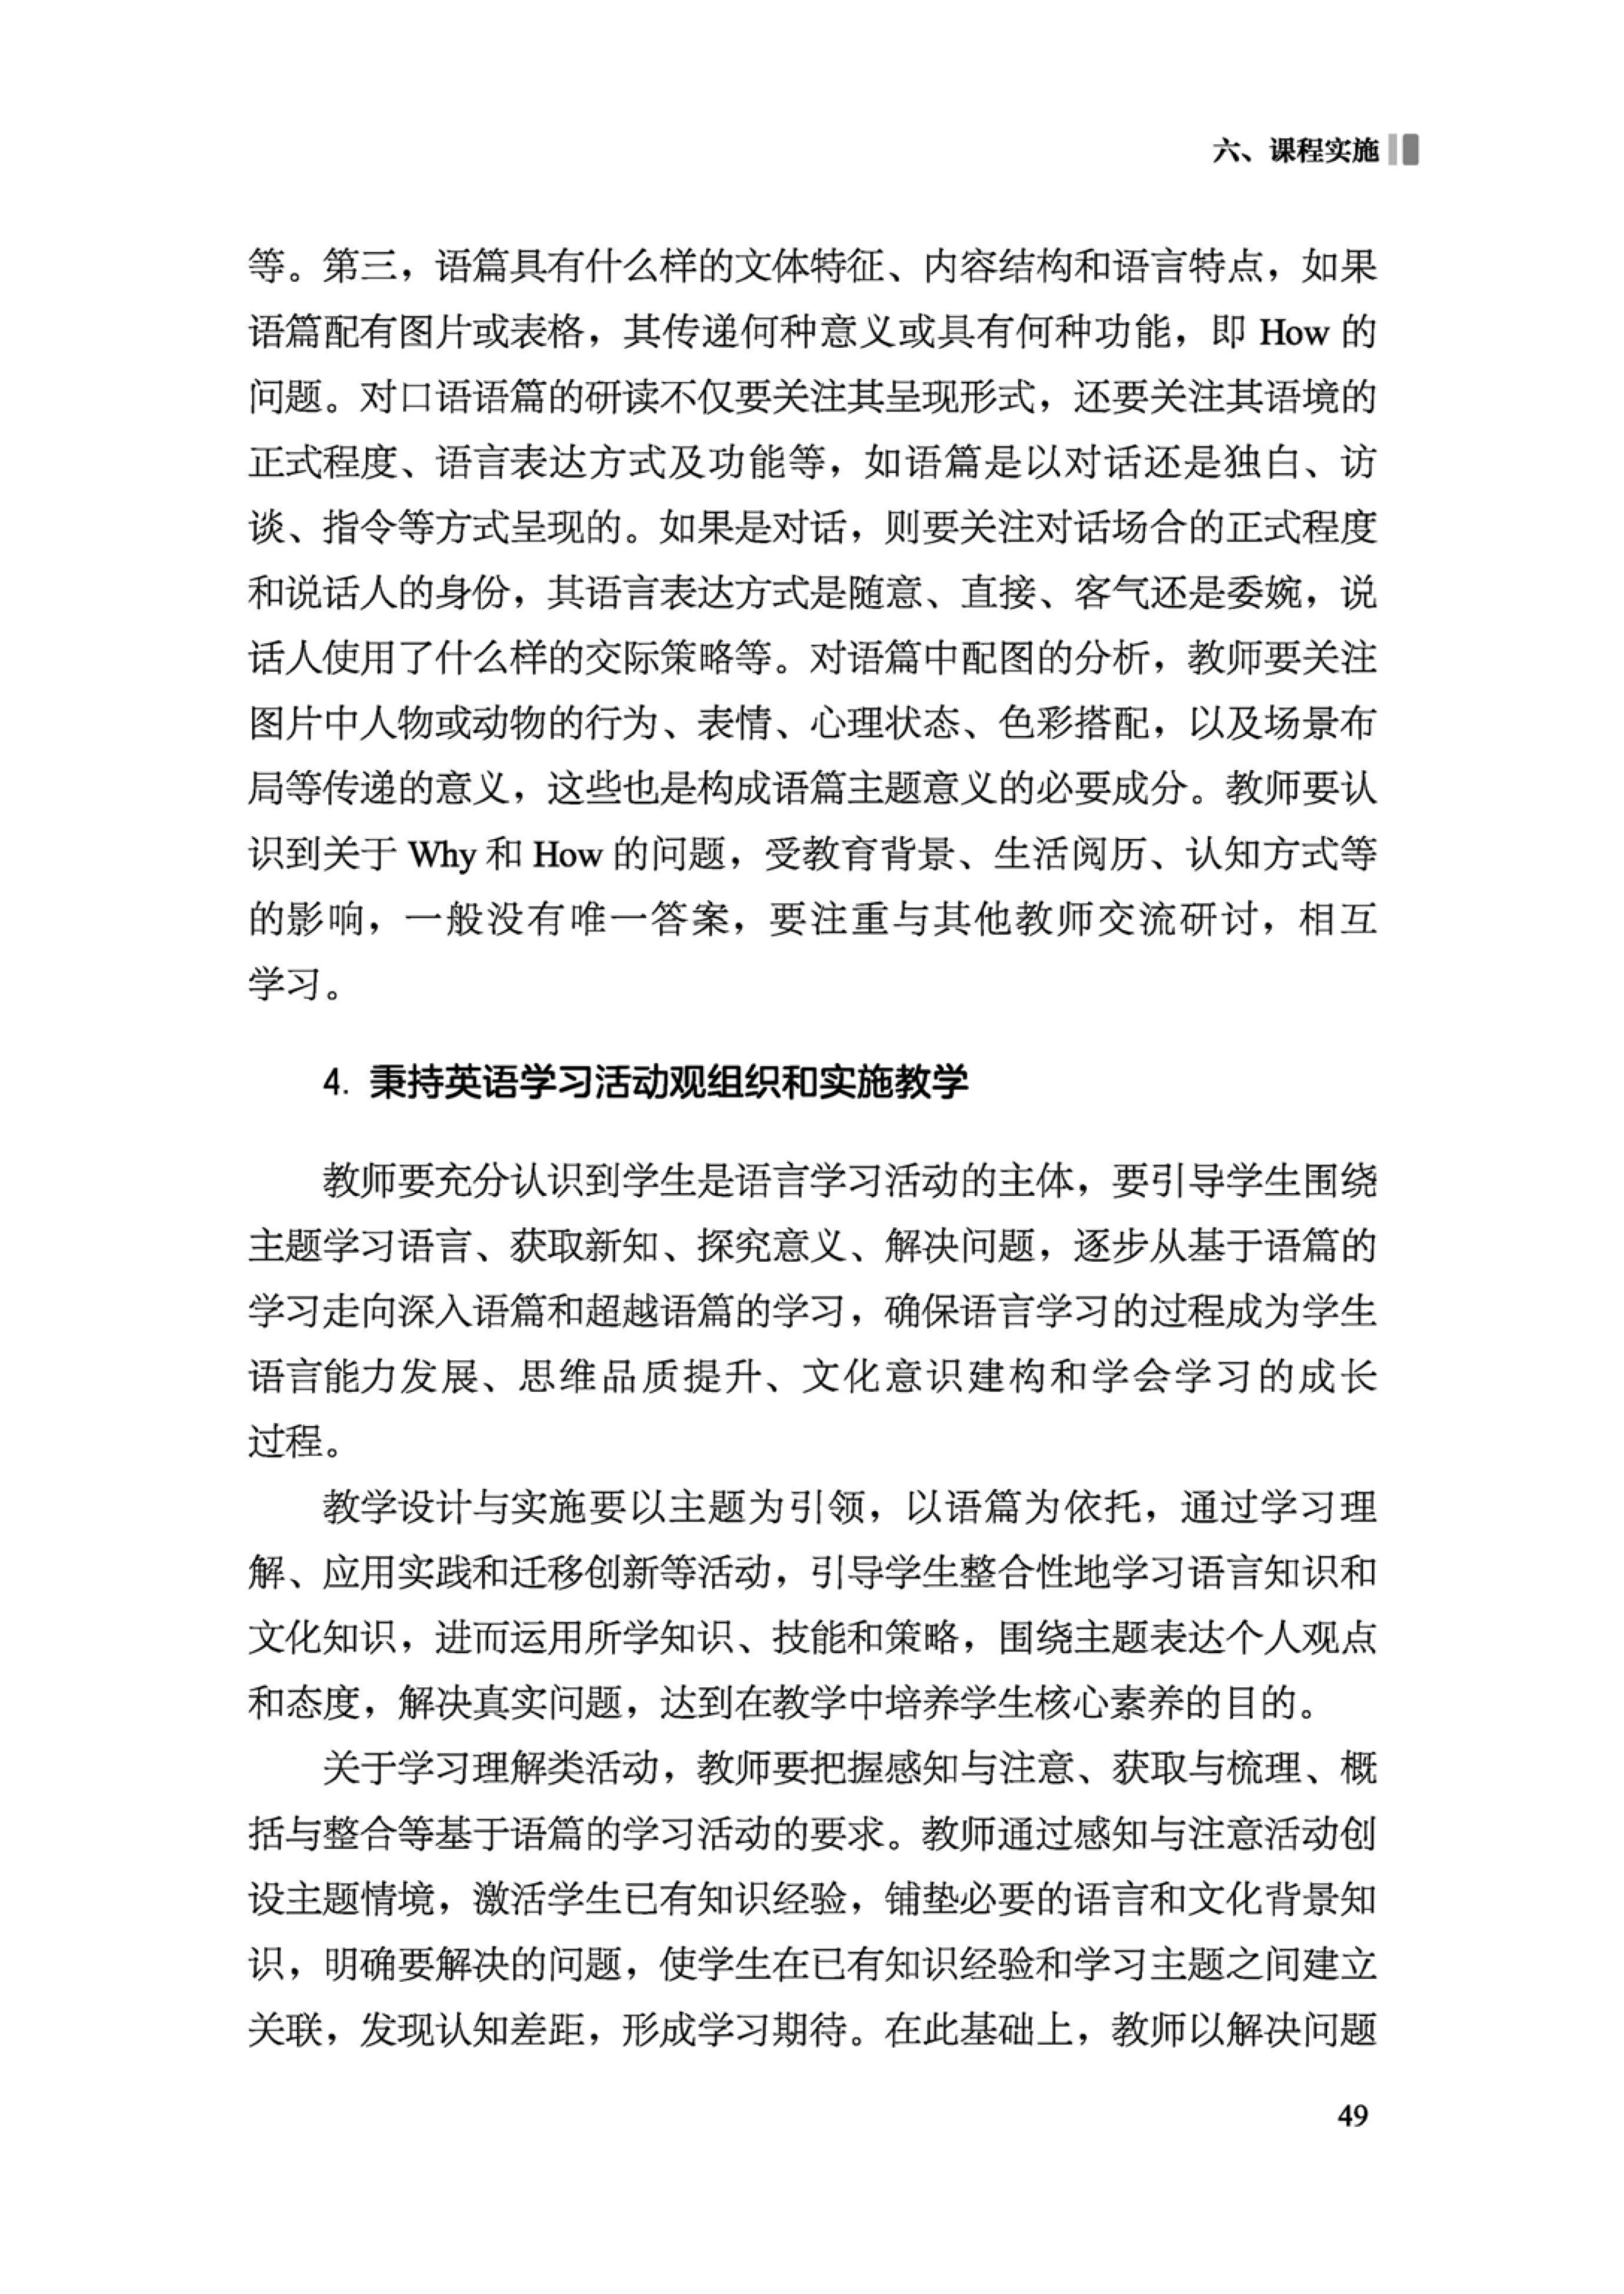 六、课程实施
等。第三，语篇具有什么样的文体特征、内容结构和语言特点，如果
语篇配有图片或表格，其传递何种意义或具有何种功能，即 How 的
问题。对口语语篇的研读不仅要关注其呈现形式，还要关注其语境的
正式程度、语言表达方式及功能等，如语篇是以对话还是独白、访
谈、指令等方式呈现的。如果是对话，则要关注对话场合的正式程度
和说话人的身份，其语言表达方式是随意、直接、客气还是委婉，说
话人使用了什么样的交际策略等。对语篇中配图的分析，教师要关注
图片中人物或动物的行为、表情、心理状态、色彩搭配，以及场景布
局等传递的意义，这些也是构成语篇主题意义的必要成分。教师要认
识到关于 Why 和 How 的问题，受教育背景、生活阅历、认知方式等
的影响，一般没有唯一答案，要注重与其他教师交流研讨，相互
学习。
4. 秉持英语学习活动观组织和实施教学
教师要充分认识到学生是语言学习活动的主体，要引导学生围绕
主题学习语言、获取新知、探究意义、解决问题，逐步从基于语篇的
学习走向深入语篇和超越语篇的学习，确保语言学习的过程成为学生
语言能力发展、思维品质提升、文化意识建构和学会学习的成长
过程。
教学设计与实施要以主题为引领，以语篇为依托，通过学习理
解、应用实践和迁移创新等活动，引导学生整合性地学习语言知识和
文化知识，进而运用所学知识、技能和策略，围绕主题表达个人观点
和态度，解决真实问题，达到在教学中培养学生核心素养的目的。
关于学习理解类活动，教师要把握感知与注意、获取与梳理、概
括与整合等基于语篇的学习活动的要求。教师通过感知与注意活动创
设主题情境，激活学生已有知识经验，铺垫必要的语言和文化背景知
识，明确要解决的问题，使学生在已有知识经验和学习主题之间建立
关联，发现认知差距，形成学习期待。在此基础上，教师以解决问题
49